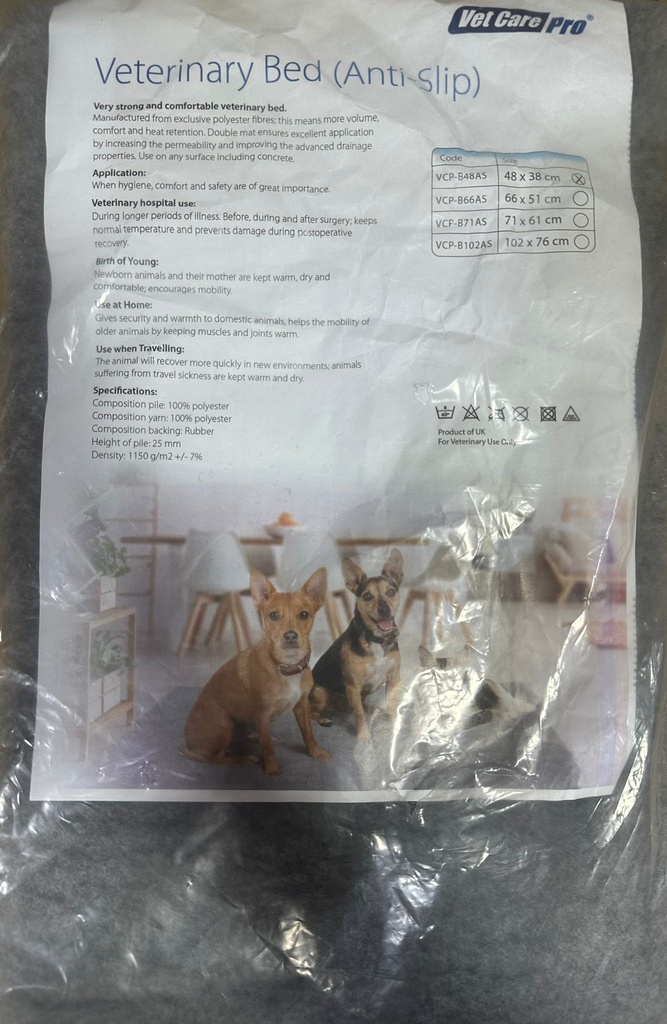 Vet Care Pro®
Veterinary Bed (Anti-Slip)
Very strong and comfortable veterinary bed.
Manufactured from exclusive polyester fibres; this means more volume,
comfort and heat retention. Double mat ensures excellent application
by increasing the permeability and improving the advanced drainage
properties. Use on any surface including concrete.
Application:
When hygiene, comfort and safety are of great importance.
Veterinary hospital use:
During longer periods of illness. Before, during and after surgery; keeps
normal temperature and prevents damage during postoperative
recovery.
Birth of Young:
Newborn animals and their mother are kept warm, dry and
comfortable; encourages mobility.
Use at Home:
Gives security and warmth to domestic animals, helps the mobility of
older animals by keeping muscles and joints warm.
Use when Travelling:
The animal will recover more quickly in new environments; animals
suffering from travel sickness are kept warm and dry.
Specifications:
Composition pile: 100% polyester
Composition yarn: 100% polyester
Composition backing: Rubber
Height of pile: 25 mm
Density: 1150 g/m2 +/- 7%
Code Size
VCP-B48AS 48 x 38 cm
VCP-B66AS 66 x 51 cm
VCP-B71AS 71 x 61 cm
VCP-B102AS 102 x 76 cm
Product of UK
For Veterinary Use Only